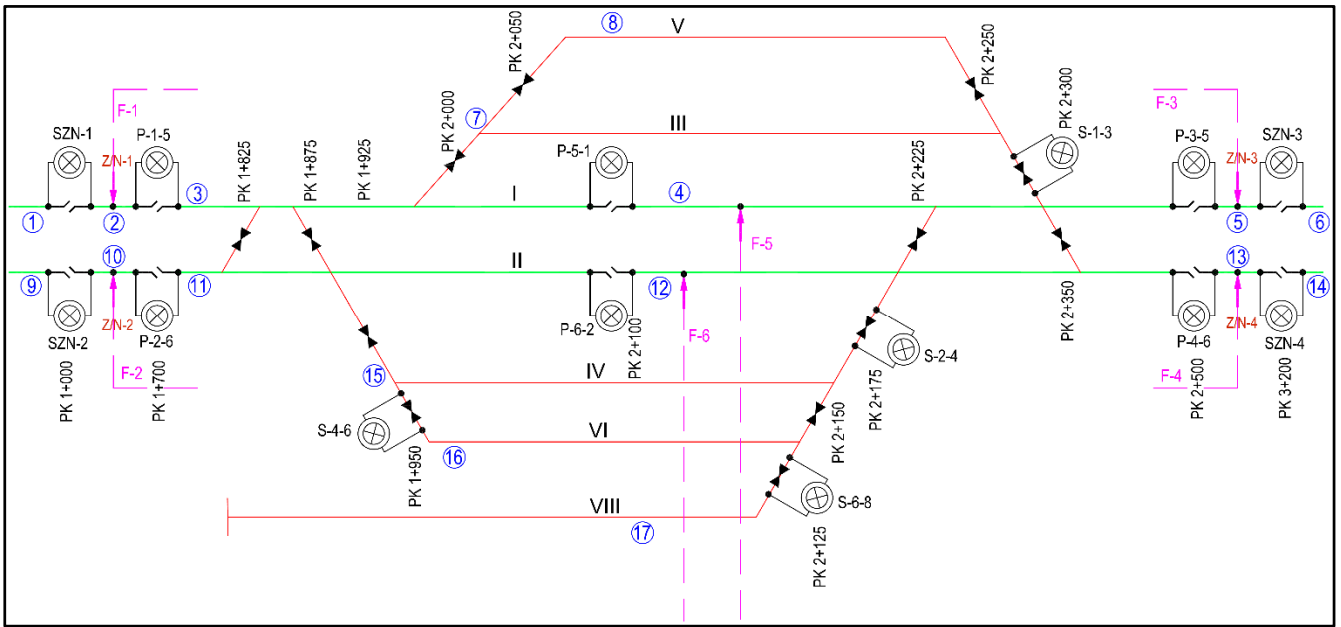 8
V
PK 2+050
PK 2+250
F-1
F-3
PK 2+000
7
III
PK 2+300
S-1-3
SZN-1
P-1-5
PK 1+825
PK 1+875
PK 1+925
P-5-1
PK 2+225
P-3-5
SZN-3
Z/N-1
Z/N-3
3
I
4
1
2
5
6
F-5
10
II
13
9
11
12
14
Z/N-2
Z/N-4
SZN-2
P-2-6
P-6-2
F-6
PK 2+350
P-4-6
SZN-4
F-2
PK 1+000
PK 1+700
PK 2+100
S-2-4
F-4
PK 2+500
PK 3+200
15
IV
PK 2+175
S-4-6
VI
PK 2+150
16
PK 1+950
VIII
S-6-8
17
PK 2+125